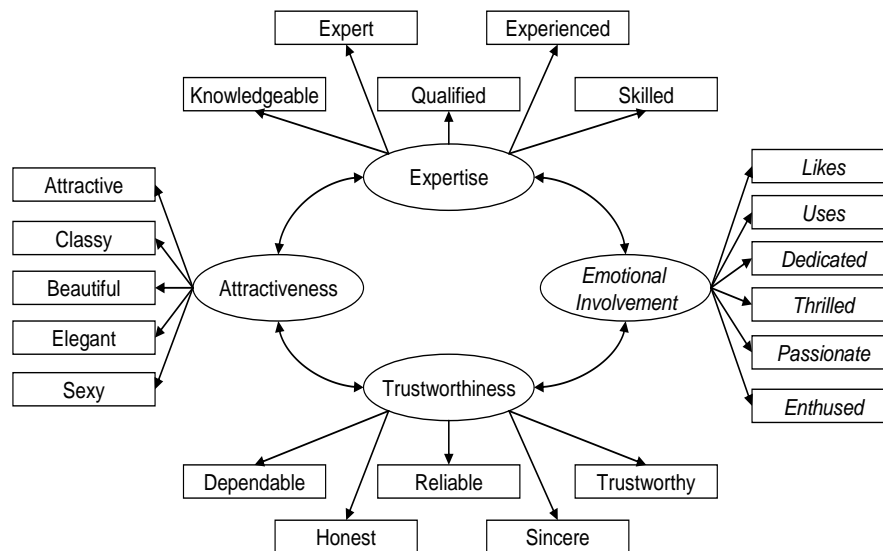 Expert
Experienced
Knowledgeable
Qualified
Skilled
Expertise
Attractive
Classy
Beautiful
Elegant
Sexy
Attractiveness
Emotional
Involvement
Likes
Uses
Dedicated
Thrilled
Passionate
Enthused
Trustworthiness
Dependable
Reliable
Trustworthy
Honest
Sincere